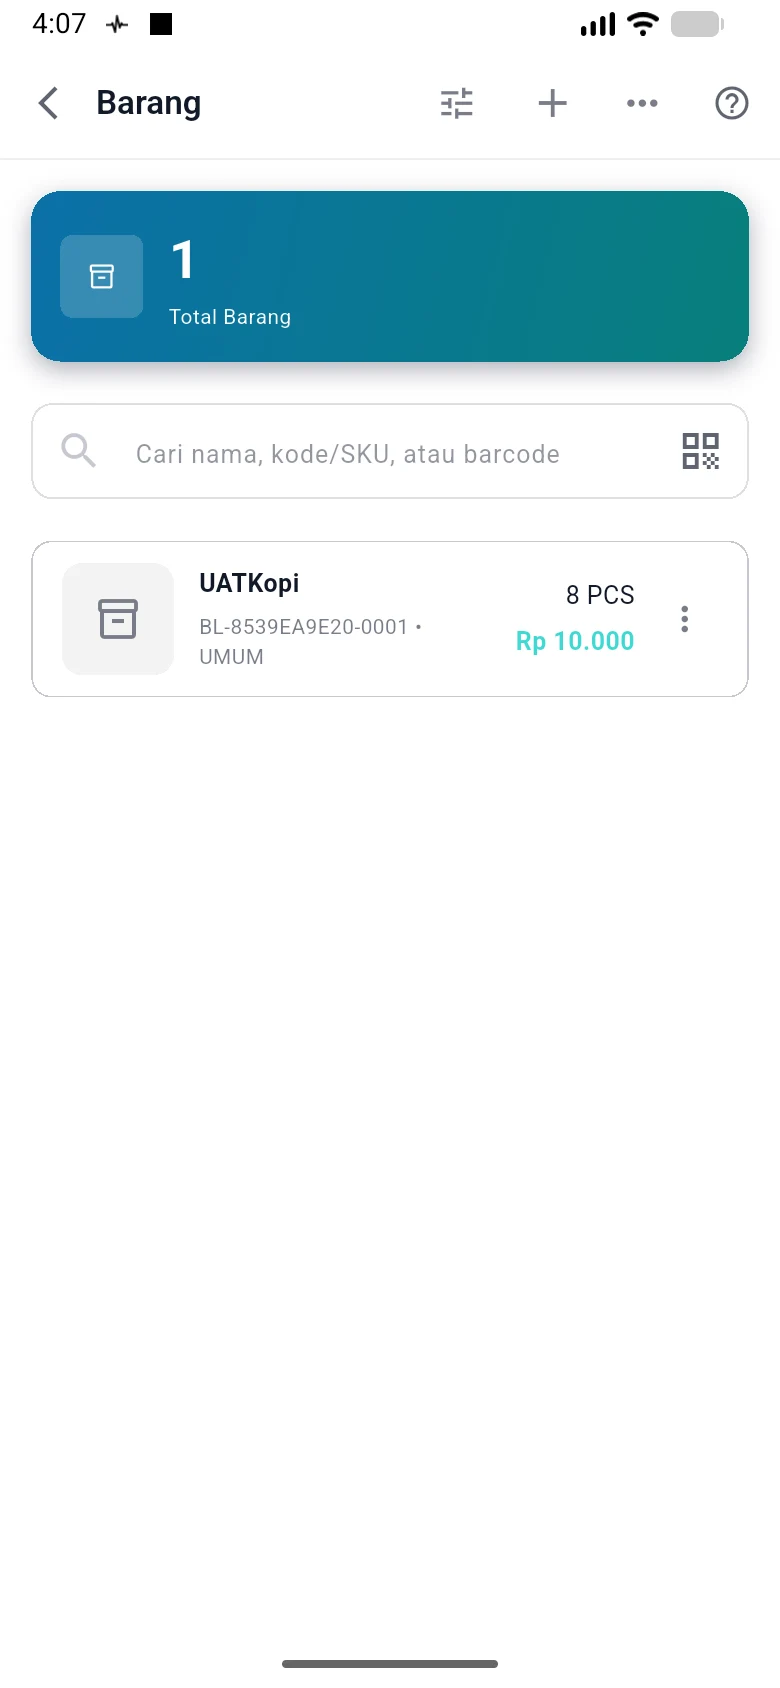 4:07
Barang
1
Total Barang
Cari nama, kode/SKU, atau barcode
UATKopi
BL-8539EA9E20-0001 •
UMUM
8 PCS
Rp 10.000